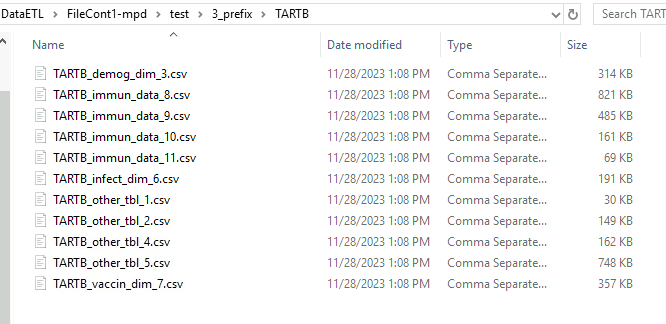 DataETL > FileCont1-mpd > test > 3_prefix > TARTB Search TART
Name Date modified Type Size
TARTB_demog_dim_3.csv 11/28/2023 1:08 PM Comma Separate... 314 KB
TARTB_immun_data_8.csv 11/28/2023 1:08 PM Comma Separate... 821 KB
TARTB_immun_data_9.csv 11/28/2023 1:08 PM Comma Separate... 485 KB
TARTB_immun_data_10.csv 11/28/2023 1:08 PM Comma Separate... 161 KB
TARTB_immun_data_11.csv 11/28/2023 1:08 PM Comma Separate... 69 KB
TARTB_infect_dim_6.csv 11/28/2023 1:08 PM Comma Separate... 191 KB
TARTB_other_tbl_1.csv 11/28/2023 1:08 PM Comma Separate... 30 KB
TARTB_other_tbl_2.csv 11/28/2023 1:08 PM Comma Separate... 149 KB
TARTB_other_tbl_4.csv 11/28/2023 1:08 PM Comma Separate... 162 KB
TARTB_other_tbl_5.csv 11/28/2023 1:08 PM Comma Separate... 748 KB
TARTB_vaccin_dim_7.csv 11/28/2023 1:08 PM Comma Separate... 357 KB